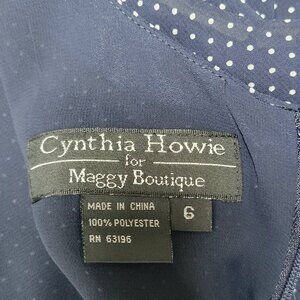 Cynthia Howie
for
Maggy Boutique
MADE IN CHINA
100% POLYESTER
RN 63196
6